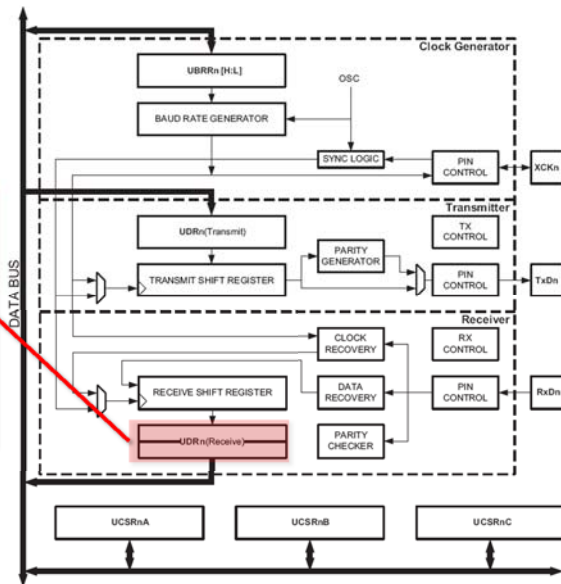 Clock Generator
UBRRn [H:L]
OSC
BAUD RATE GENERATOR
SYNC LOGIC
PIN CONTROL
XCKn
Transmitter
UDRn(Transmit)
TX CONTROL
PARITY GENERATOR
TRANSMIT SHIFT REGISTER
PIN CONTROL
TxDn
DATA BUS
Receiver
CLOCK RECOVERY
RX CONTROL
RECEIVE SHIFT REGISTER
DATA RECOVERY
PIN CONTROL
RxDn
UDRn(Receive)
PARITY CHECKER
UCSRnA
UCSRnB
UCSRnC